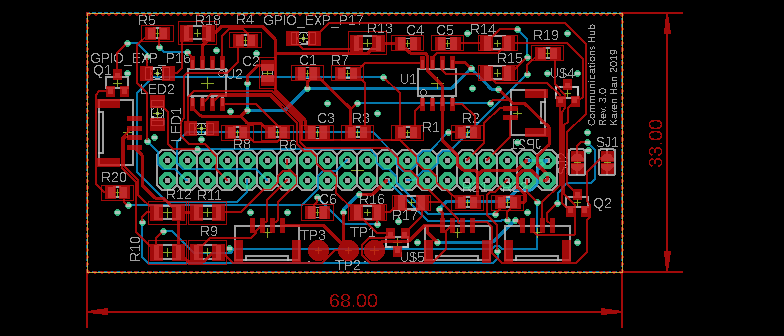 R5
R18
R4
GPIO_EXP_P17
R13
C4
C5
R14
R19
GPIO_EXP_P16
Q1
U2
C2
C1
R7
U1
R15
U$4
LED2
LED1
C3
R3
R1
R2
R8
R6
SJ1
R20
R12
R11
C6
R16
R17
Q2
R10
R9
TP3
TP1
TP2
U$5
Communications Hub
Rev: 3.0
Karen Han 2019
33.00
68.00